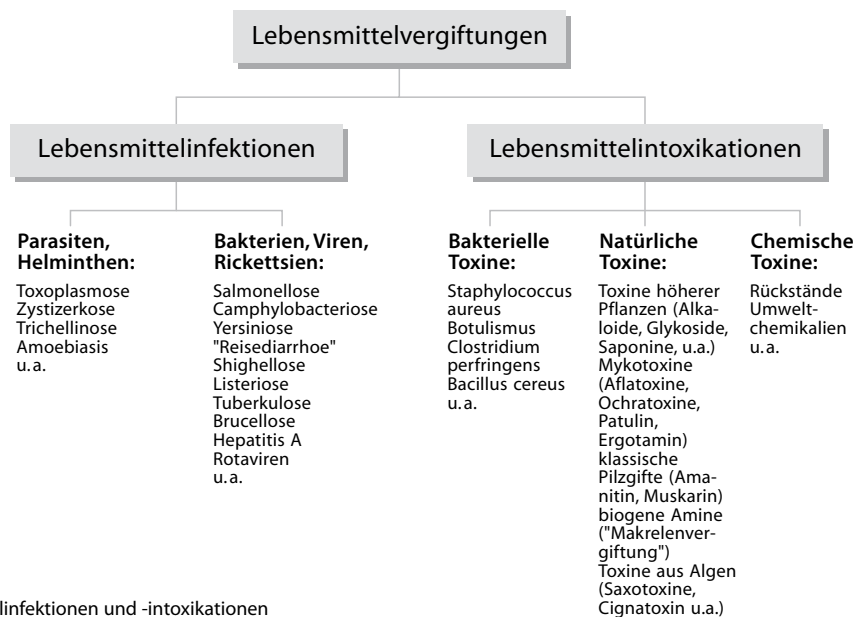 Lebensmittelvergiftungen
Lebensmittelinfektionen
Lebensmittelintoxikationen
Parasiten,
Helminthen:
Toxoplasmose
Zystizerkose
Trichellinose
Amoebiasis
u.a.
Bakterien, Viren,
Rickettsien:
Salmonellose
Camphylobacteriose
Yersiniose
"Reisediarrhoe"
Shighellose
Listeriose
Tuberkulose
Brucellose
Hepatitis A
Rotaviren
u.a.
Bakterielle
Toxine:
Staphylococcus
aureus
Botulismus
Clostridium
perfringens
Bacillus cereus
u.a.
Natürliche
Toxine:
Toxine höherer
Pflanzen (Alka-
loide, Glykoside,
Saponine, u.a.)
Mykotoxine
(Aflatoxine,
Ochratoxine,
Patulin,
Ergotamin)
klassische
Pilzgifte (Ama-
nitin, Muskarin)
biogene Amine
("Makrelenver-
giftung")
Toxine aus Algen
(Saxotoxine,
Cignatoxin u.a.)
Chemische
Toxine:
Rückstände
Umwelt-
chemikalien
u.a.
linfektionen und -intoxikationen